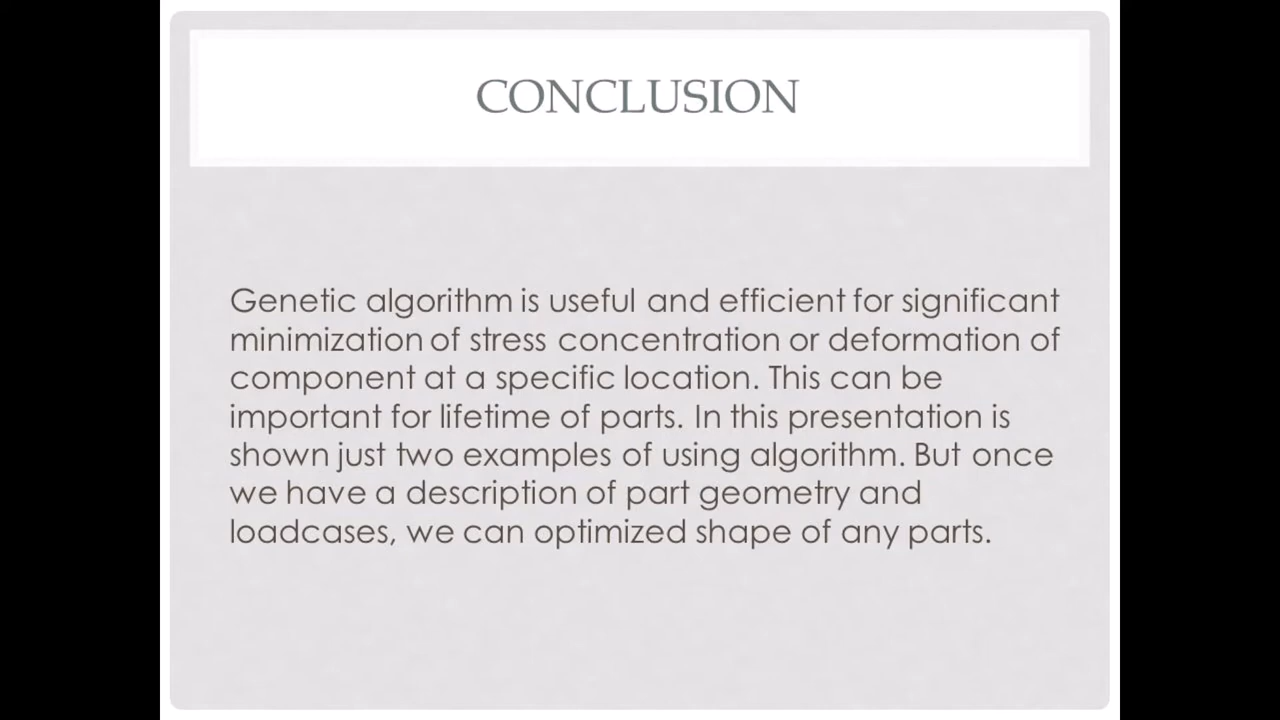 CONCLUSION
Genetic algorithm is useful and efficient for significant
minimization of stress concentration or deformation of
component at a specific location. This can be
important for lifetime of parts. In this presentation is
shown just two examples of using algorithm. But once
we have a description of part geometry and
loadcases, we can optimized shape of any parts.